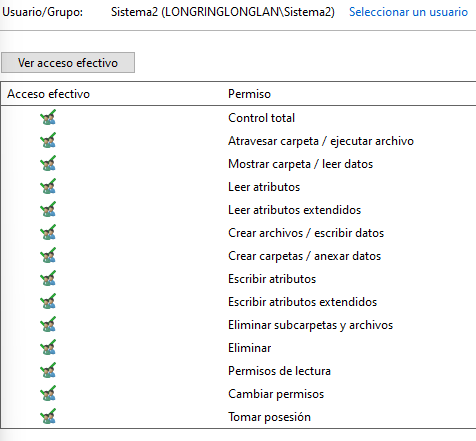 Usuario/Grupo: Sistema2 (LONGRINGLONGLAN\Sistema2) Seleccionar un usuario
Ver acceso efectivo
Acceso efectivo Permiso
Control total
Atravesar carpeta / ejecutar archivo
Mostrar carpeta / leer datos
Leer atributos
Leer atributos extendidos
Crear archivos / escribir datos
Crear carpetas / anexar datos
Escribir atributos
Escribir atributos extendidos
Eliminar subcarpetas y archivos
Eliminar
Permisos de lectura
Cambiar permisos
Tomar posesión